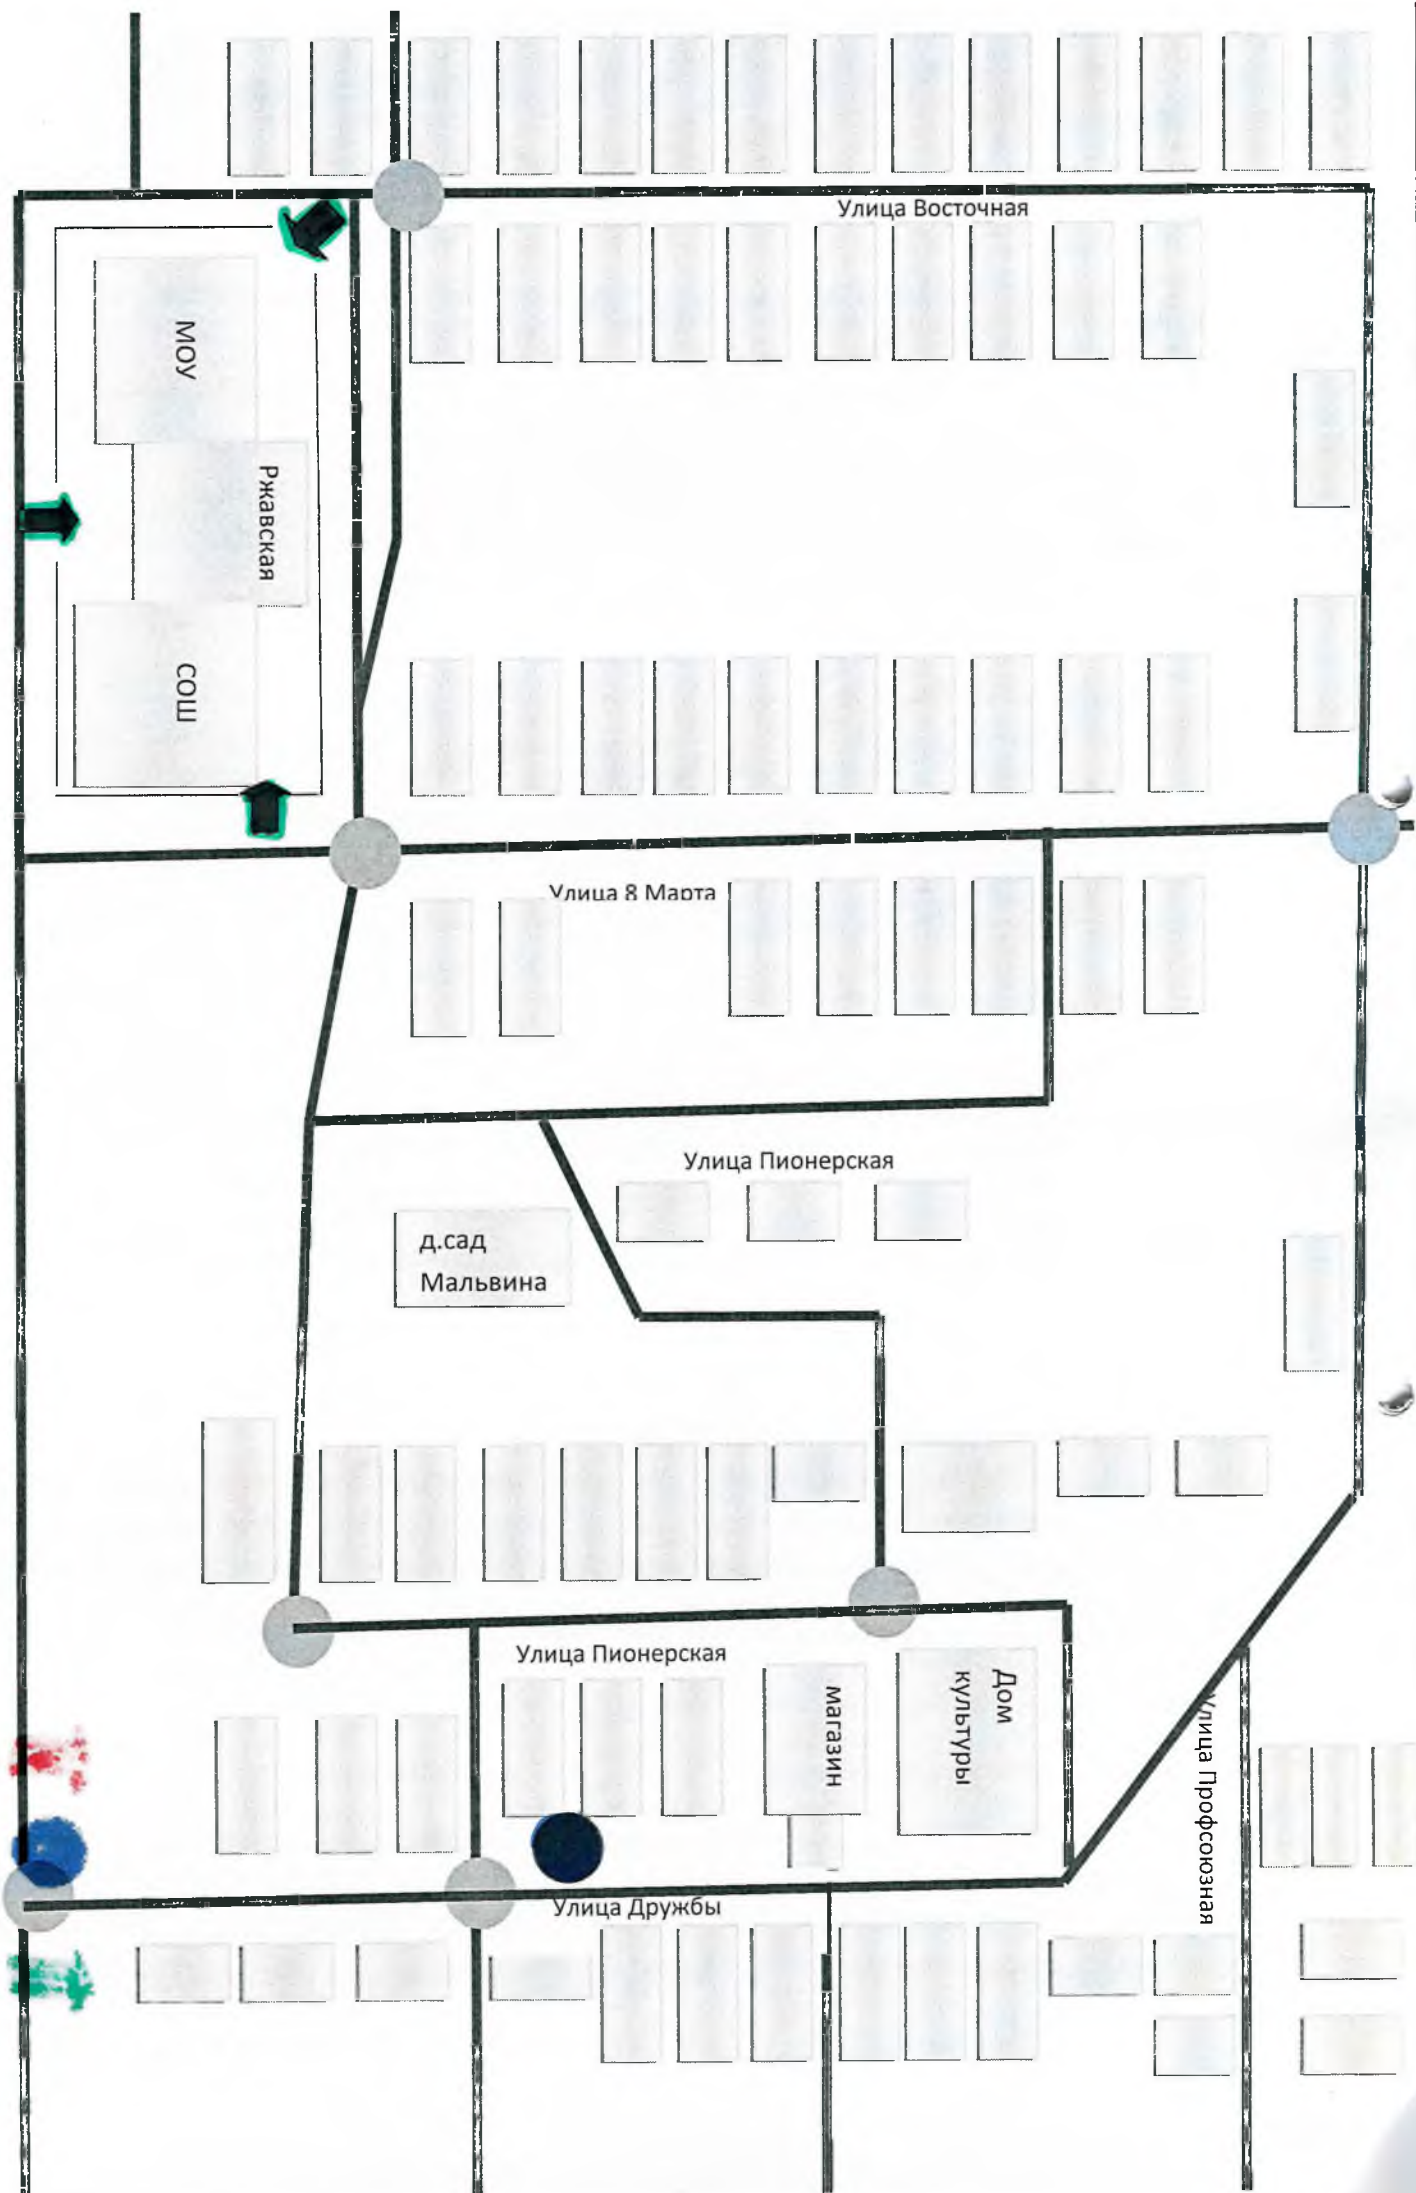 Улица Восточная
МОУ
Ржавская
СОШ
Улица 8 Марта
Улица Пионерская
д.сад
Мальвина
Улица Пионерская
магазин
Дом
культуры
Улица Профсоюзная
Улица Дружбы